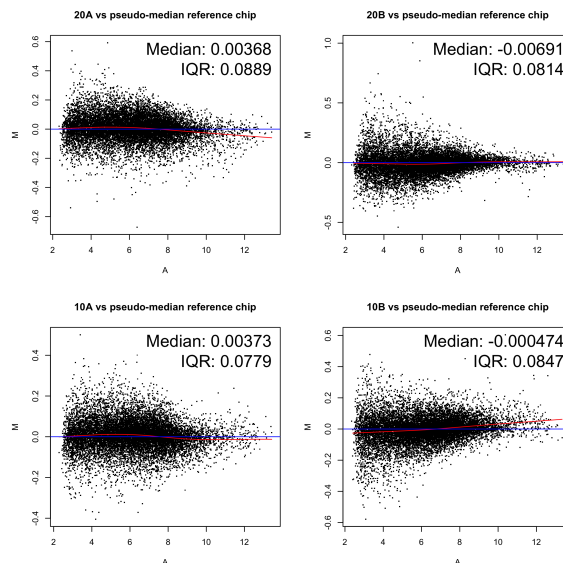 20A vs pseudo-median reference chip
Median: 0.00368
IQR: 0.0889
M
0.6
0.4
0.2
0.0
-0.2
-0.4
-0.6
2 4 6 8 10 12
A
20B vs pseudo-median reference chip
Median: -0.00691
IQR: 0.0814
M
1.0
0.5
0.0
-0.5
2 4 6 8 10 12
A
10A vs pseudo-median reference chip
Median: 0.00373
IQR: 0.0779
M
0.4
0.2
0.0
-0.2
-0.4
2 4 6 8 10 12
A
10B vs pseudo-median reference chip
Median: -0.000474
IQR: 0.0847
M
0.6
0.4
0.2
0.0
-0.2
-0.4
-0.6
2 4 6 8 10 12
A